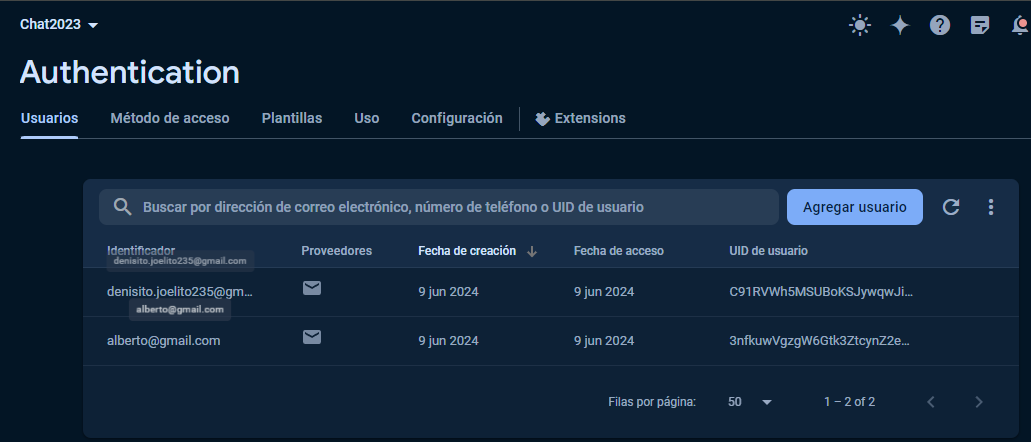 Chat2023
Authentication
Usuarios Método de acceso Plantillas Uso Configuración Extensions
Buscar por dirección de correo electrónico, número de teléfono o UID de usuario Agregar usuario
Identificador Proveedores Fecha de creación Fecha de acceso UID de usuario
denisito.joelito235@gmail.com
denisito.joelito235@gm... 9 jun 2024 9 jun 2024 C91RVWh5MSUBoKSJywqwJi...
alberto@gmail.com
alberto@gmail.com 9 jun 2024 9 jun 2024 3nfkuwVgzgW6Gtk3ZtcynZ2e...
Filas por página: 50 1 – 2 of 2